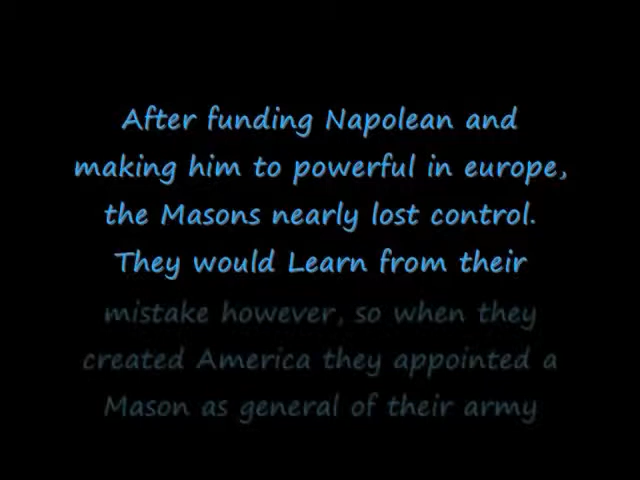 After funding Napolean and
making him to powerful in europe,
the Masons nearly lost control.
They would Learn from their
mistake however, so when they
created America they appointed a
Mason as general of their army